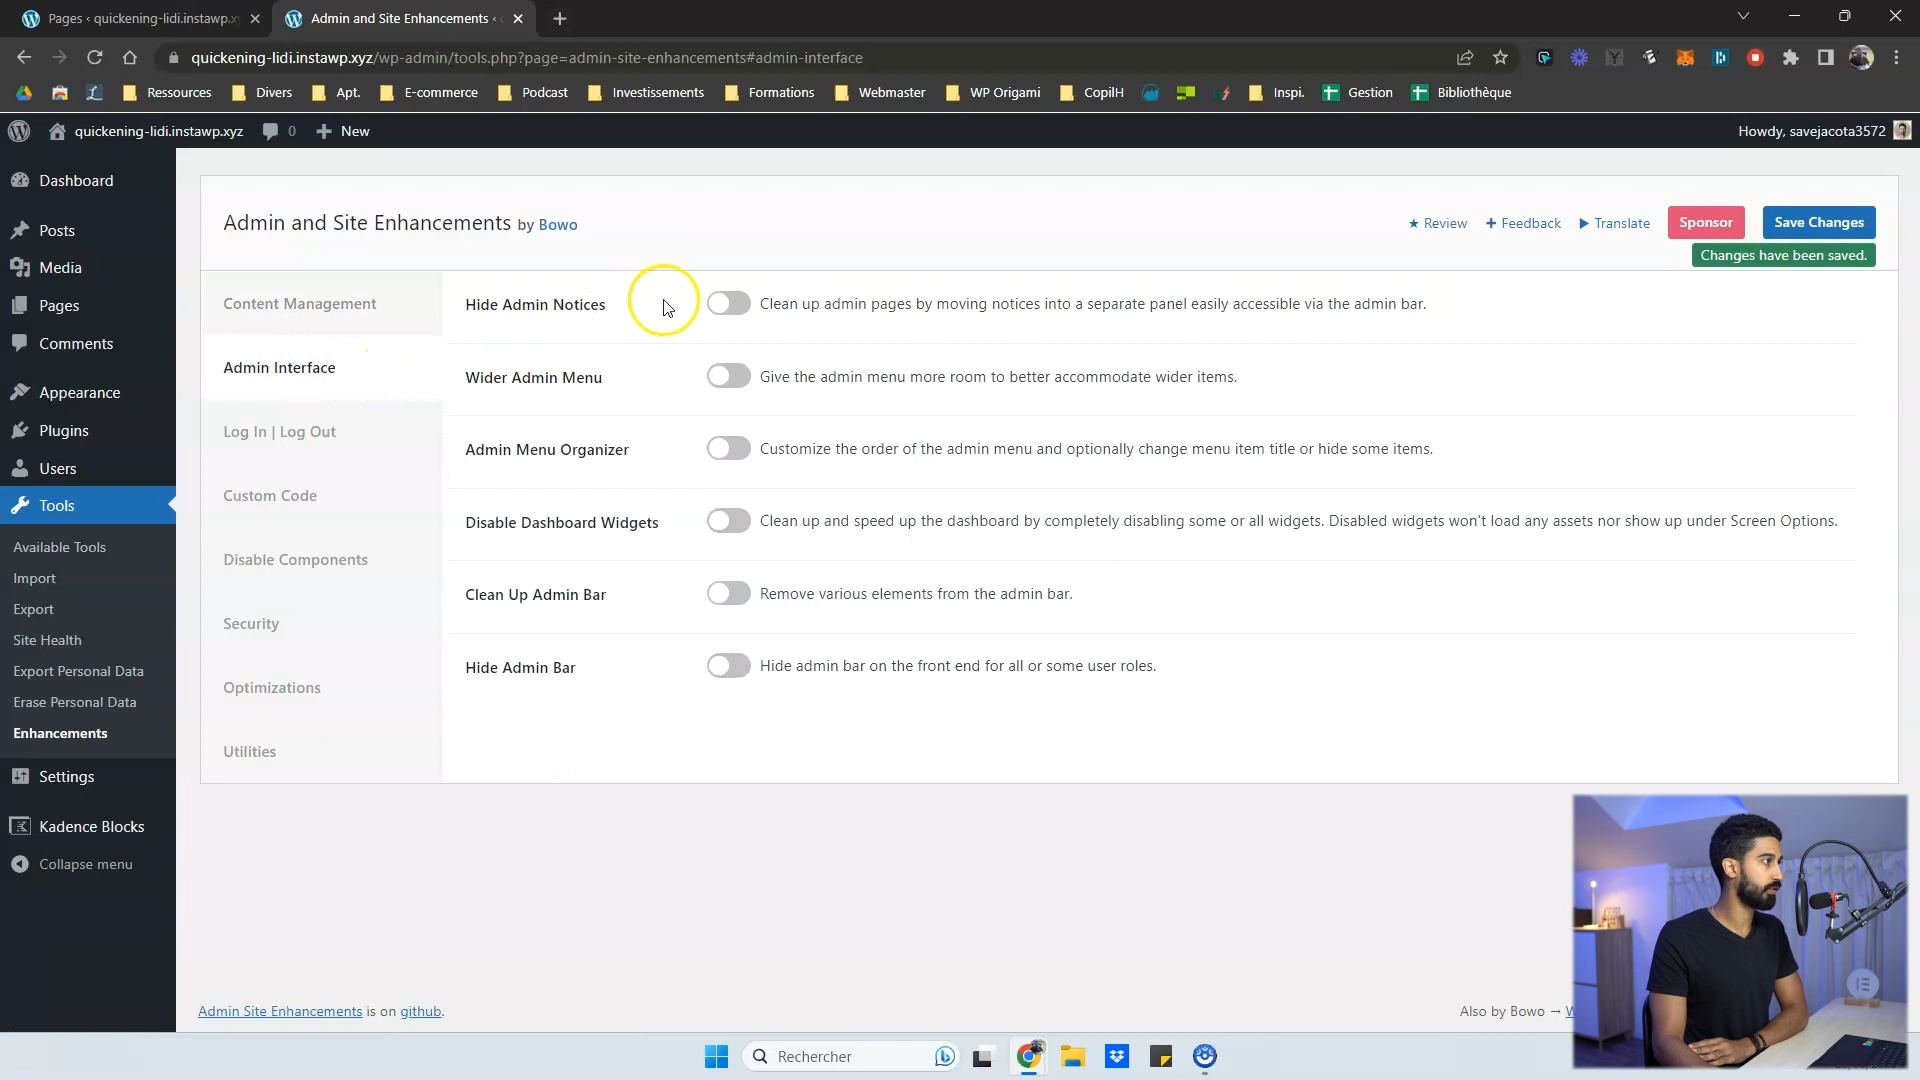 Pages ‹ quickening-lidi.instawp.xy
Admin and Site Enhancements ‹
quickening-lidi.instawp.xyz/wp-admin/tools.php?page=admin-site-enhancements#admin-interface
Ressources
Divers
Apt.
E-commerce
Podcast
Investissements
Formations
Webmaster
WP Origami
CopilH
Inspi.
Gestion
Bibliothèque
quickening-lidi.instawp.xyz
0
New
Howdy, savejacota3572
Dashboard
Posts
Media
Pages
Comments
Appearance
Plugins
Users
Tools
Available Tools
Import
Export
Site Health
Export Personal Data
Erase Personal Data
Enhancements
Settings
Kadence Blocks
Collapse menu
Admin and Site Enhancements by Bowo
Review
Feedback
Translate
Sponsor
Save Changes
Changes have been saved.
Content Management
Admin Interface
Log In | Log Out
Custom Code
Disable Components
Security
Optimizations
Utilities
Hide Admin Notices
Clean up admin pages by moving notices into a separate panel easily accessible via the admin bar.
Wider Admin Menu
Give the admin menu more room to better accommodate wider items.
Admin Menu Organizer
Customize the order of the admin menu and optionally change menu item title or hide some items.
Disable Dashboard Widgets
Clean up and speed up the dashboard by completely disabling some or all widgets. Disabled widgets won't load any assets nor show up under Screen Options.
Clean Up Admin Bar
Remove various elements from the admin bar.
Hide Admin Bar
Hide admin bar on the front end for all or some user roles.
Admin Site Enhancements is on github.
Also by Bowo → W
Rechercher